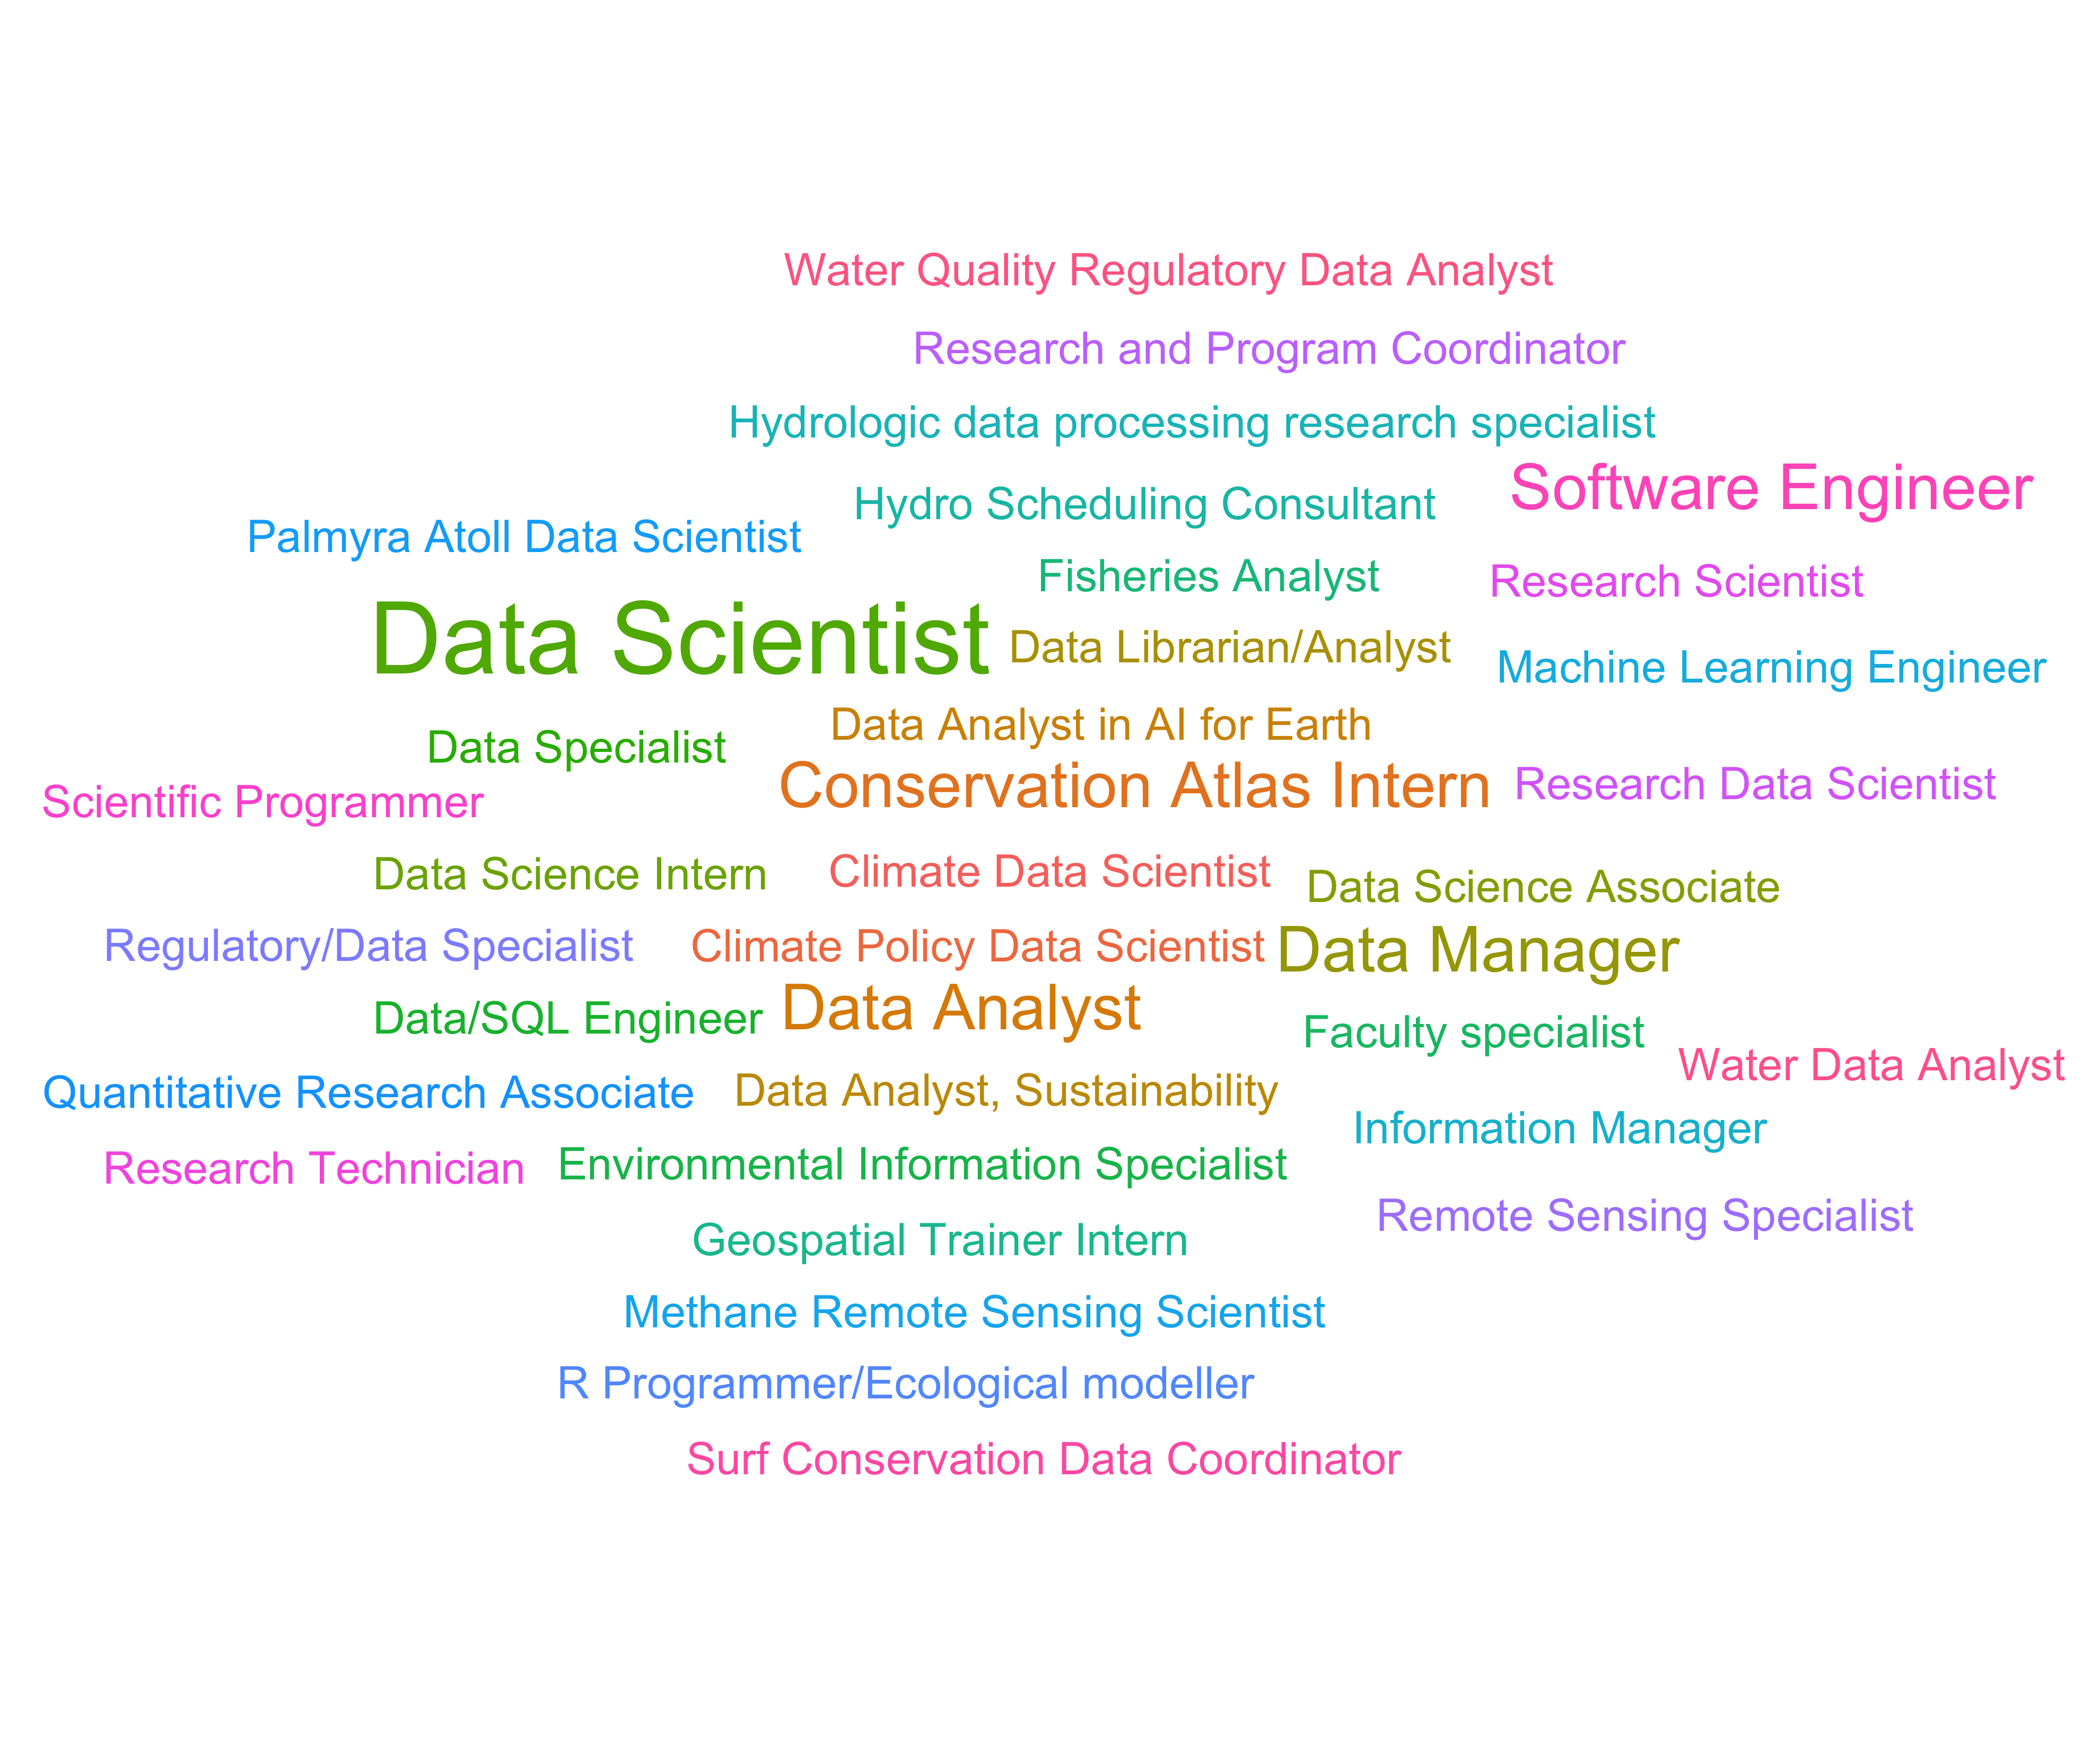 Water Quality Regulatory Data Analyst
Research and Program Coordinator
Hydrologic data processing research specialist
Software Engineer
Hydro Scheduling Consultant
Palmyra Atoll Data Scientist
Fisheries Analyst
Research Scientist
Data Scientist
Data Librarian/Analyst
Machine Learning Engineer
Data Analyst in AI for Earth
Data Specialist
Conservation Atlas Intern
Research Data Scientist
Scientific Programmer
Data Science Intern
Climate Data Scientist
Data Science Associate
Regulatory/Data Specialist
Climate Policy Data Scientist
Data Manager
Data/SQL Engineer
Data Analyst
Faculty specialist
Water Data Analyst
Quantitative Research Associate
Data Analyst, Sustainability
Information Manager
Research Technician
Environmental Information Specialist
Remote Sensing Specialist
Geospatial Trainer Intern
Methane Remote Sensing Scientist
R Programmer/Ecological modeller
Surf Conservation Data Coordinator